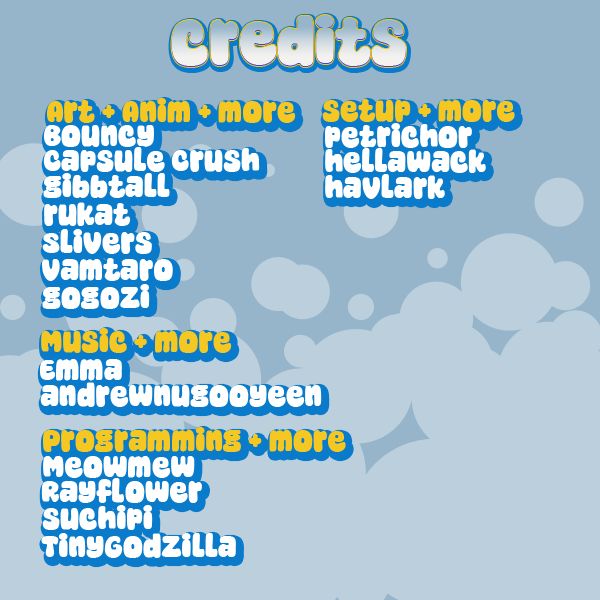 credits
Art + Anim + more
Bouncy
capsule crush
gibbtall
rukat
slivers
vamtaro
gogozi
Music + more
Emma
andrewnugooyeen
Programming + more
Meowmew
Rayflower
suchipi
TinyGodZilla
Setup + more
petrichor
hellawack
havlark